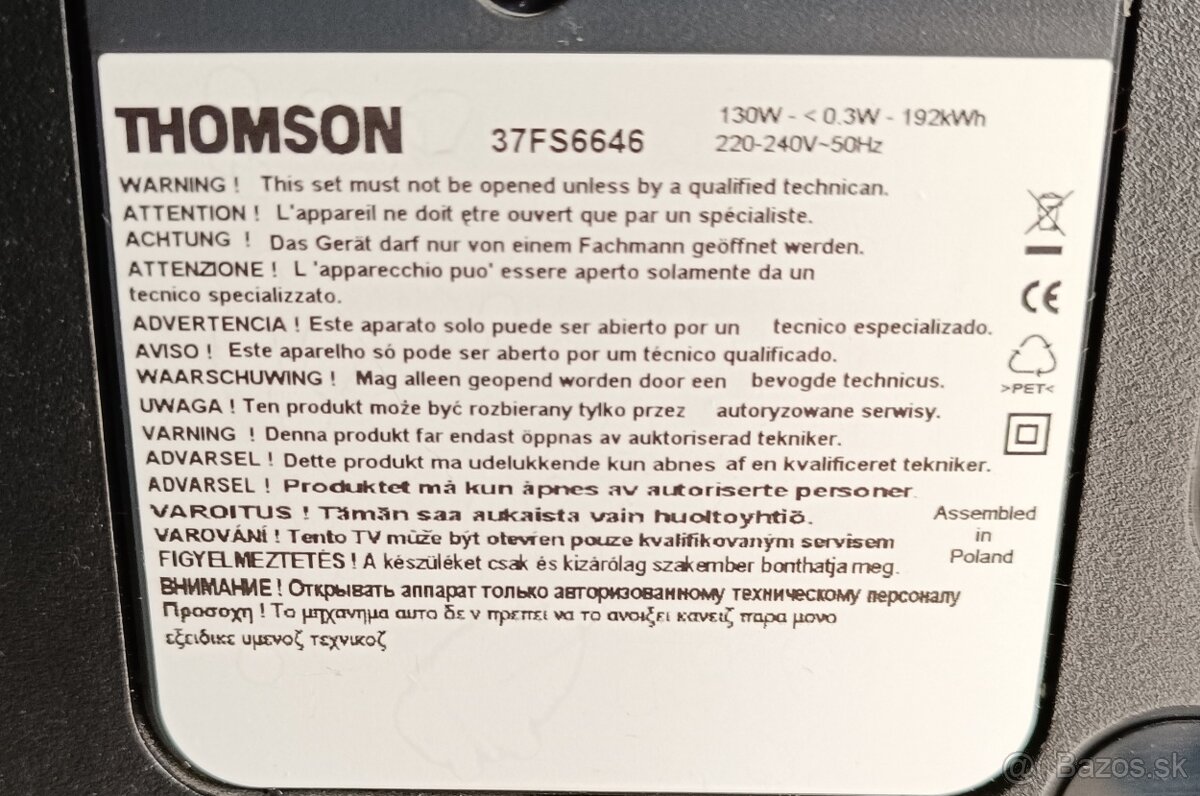 THOMSON 37FS6646 130W - < 0.3W - 192kWh
220-240V~50Hz
WARNING ! This set must not be opened unless by a qualified technican.
ATTENTION ! L'appareil ne doit ętre ouvert que par un spécialiste.
ACHTUNG ! Das Gerät darf nur von einem Fachmann geöffnet werden.
ATTENZIONE ! L 'apparecchio puo' essere aperto solamente da un
tecnico specializzato.
ADVERTENCIA ! Este aparato solo puede ser abierto por un tecnico especializado.
AVISO ! Este aparelho só pode ser aberto por um técnico qualificado.
WAARSCHUWING ! Mag alleen geopend worden door een bevogde technicus.
>PET<
UWAGA ! Ten produkt może być rozbierany tylko przez autoryzowane serwisy.
VARNING ! Denna produkt far endast öppnas av auktoriserad tekniker.
ADVARSEL ! Dette produkt ma udelukkende kun abnes af en kvalificeret tekniker.
ADVARSEL ! Produktet må kun åpnes av autoriserte personer.
VAROITUS ! Tämän saa aukaista vain huoltoyhtiö.
VAROVÁNÍ ! Tento TV může být otevřen pouze kvalifikovaným servisem
FIGYELMEZTETÉS ! A készüléket csak és kizárólag szakember bonthatja meg.
Assembled
in
Poland
ВНИМАНИЕ ! Открывать аппарат только авторизованному техническому персоналу
Προσοχη ! Το μηχανημα αυτο δε ν πρεπει να το ανοιξει κανειζ παρα μονο
εξειδικε υμενοζ τεχνικοζ
@ Bazos.sk